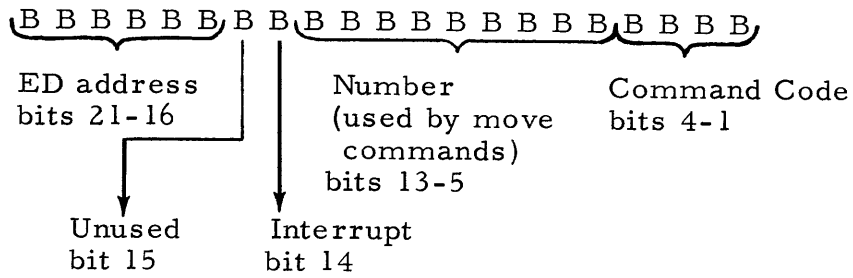 B B B B B B B B B B B B B B B B B B B B B
ED address
bits 21-16
Number
(used by move
commands)
bits 13-5
Command Code
bits 4-1
Unused
bit 15
Interrupt
bit 14